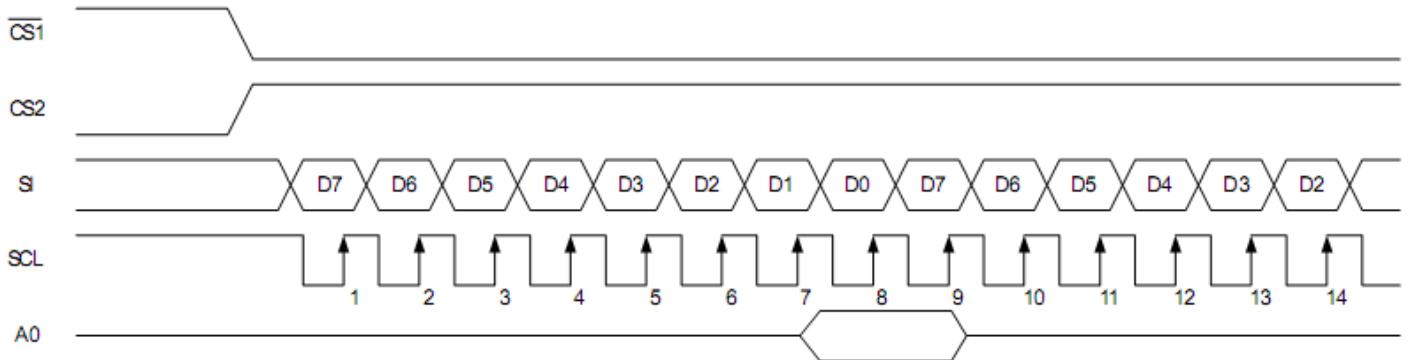 CS1
CS2
SI D7 D6 D5 D4 D3 D2 D1 D0 D7 D6 D5 D4 D3 D2
SCL
1 2 3 4 5 6 7 8 9 10 11 12 13 14
A0